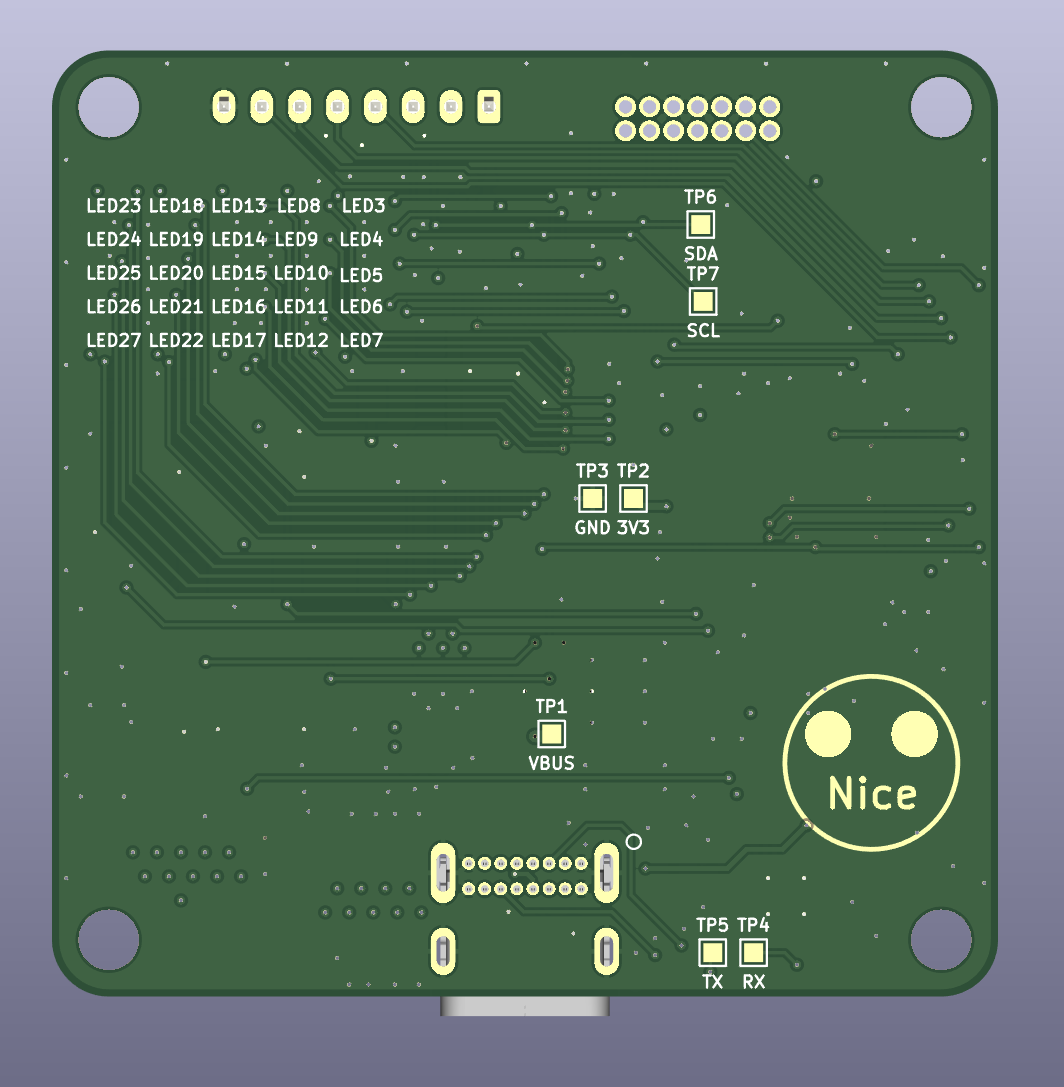 TP6
LED23 LED18 LED13 LED8 LED3
LED24 LED19 LED14 LED9 LED4
SDA
LED25 LED20 LED15 LED10 LED5
TP7
LED26 LED21 LED16 LED11 LED6
SCL
LED27 LED22 LED17 LED12 LED7
TP3 TP2
GND 3V3
TP1
VBUS
Nice
TP5 TP4
TX RX